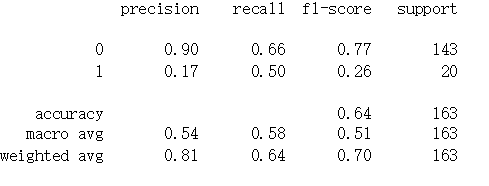 precision recall f1-score support
0 0.90 0.66 0.77 143
1 0.17 0.50 0.26 20
accuracy 0.64 163
macro avg 0.54 0.58 0.51 163
weighted avg 0.81 0.64 0.70 163